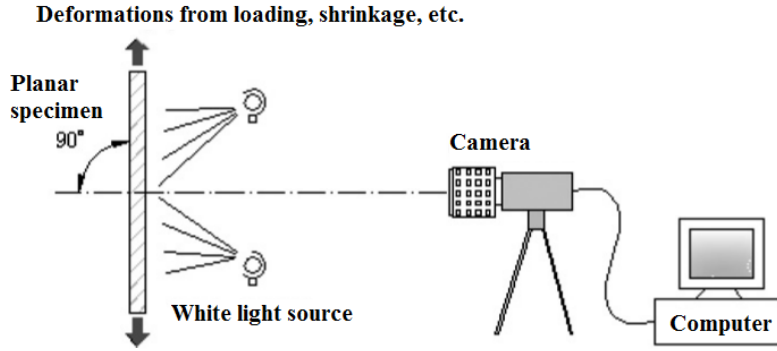 Deformations from loading, shrinkage, etc.
Planar
specimen
90°
Camera
White light source
Computer